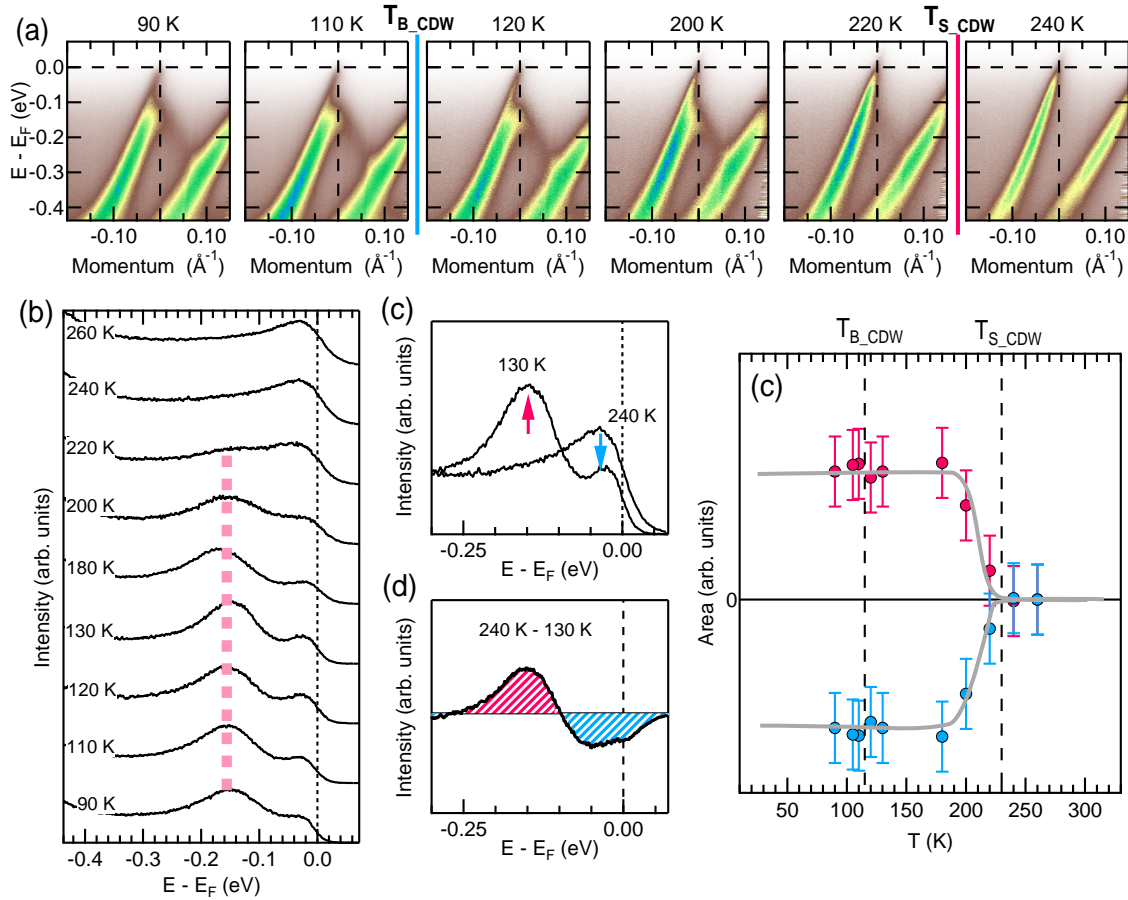 (a)
90 K
110 K
T_B_CDW
120 K
200 K
220 K
T_S_CDW
240 K
E - E_F (eV)
0.0
-0.1
-0.2
-0.3
-0.4
-0.10 0.10
-0.10 0.10
-0.10 0.10
-0.10 0.10
-0.10 0.10
-0.10 0.10
Momentum (Å⁻¹)
Momentum (Å⁻¹)
Momentum (Å⁻¹)
Momentum (Å⁻¹)
Momentum (Å⁻¹)
Momentum (Å⁻¹)
(b)
Intensity (arb. units)
260 K
240 K
220 K
200 K
180 K
130 K
120 K
110 K
90 K
-0.4 -0.3 -0.2 -0.1 0.0
E - E_F (eV)
(c)
Intensity (arb. units)
130 K
240 K
-0.25 0.00
E - E_F (eV)
(d)
Intensity (arb. units)
240 K - 130 K
-0.25 0.00
E - E_F (eV)
T_B_CDW
T_S_CDW
(c)
Area (arb. units)
0
50 100 150 200 250 300
T (K)